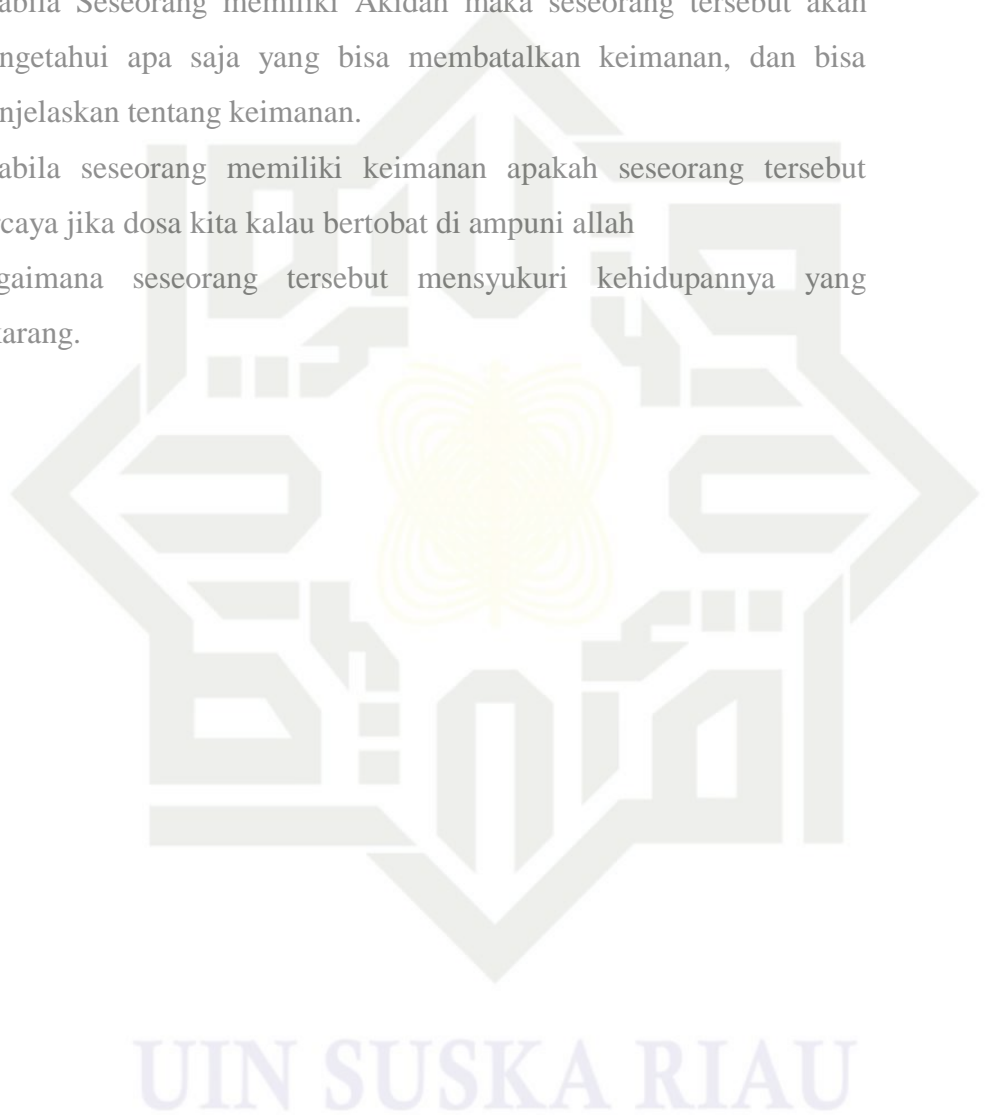 abila Seseorang memiliki Akidah maka seseorang tersebut akan
ngetahui apa saja yang bisa membatalkan keimanan, dan bisa
njelaskan tentang keimanan.
abila seseorang memiliki keimanan apakah seseorang tersebut
rcaya jika dosa kita kalau bertobat di ampuni allah
gaimana seseorang tersebut mensyukuri kehidupannya yang
karang.
UIN SUSKA RIAU